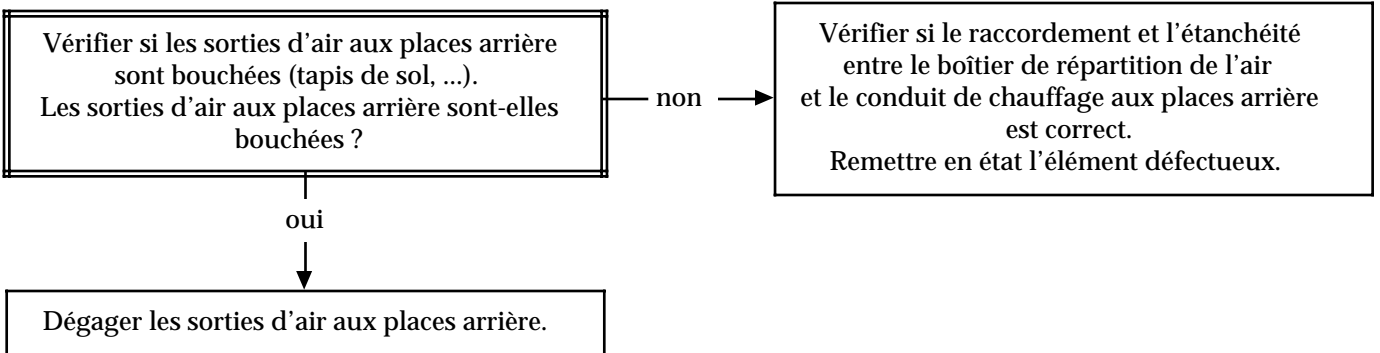 Vérifier si les sorties d’air aux places arrière
sont bouchées (tapis de sol, ...).
Les sorties d’air aux places arrière sont-elles
bouchées ?
non
Vérifier si le raccordement et l’étanchéité
entre le boîtier de répartition de l’air
et le conduit de chauffage aux places arrière
est correct.
Remettre en état l’élément défectueux.
oui
Dégager les sorties d’air aux places arrière.